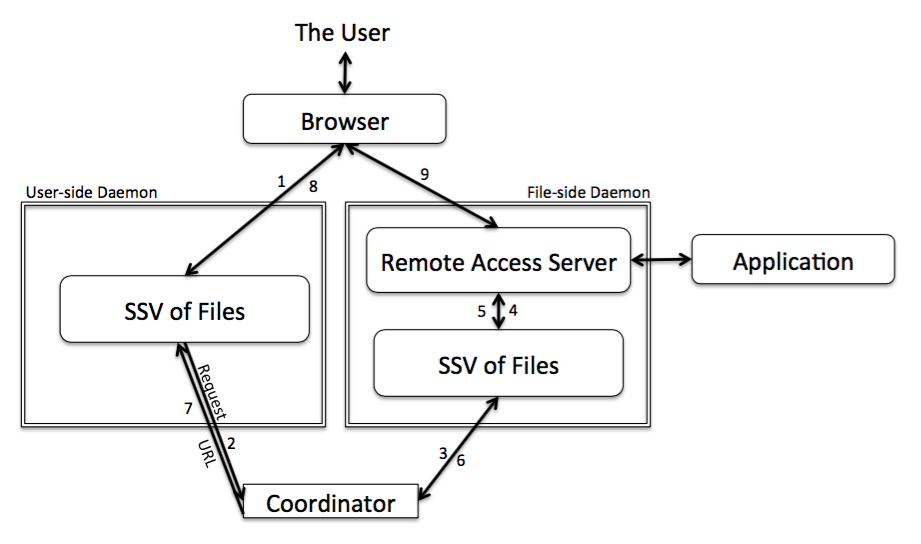 The User
Browser
1
8
9
User-side Daemon
File-side Daemon
Remote Access Server
Application
SSV of Files
5
4
SSV of Files
Request
7
2
URL
3
6
Coordinator